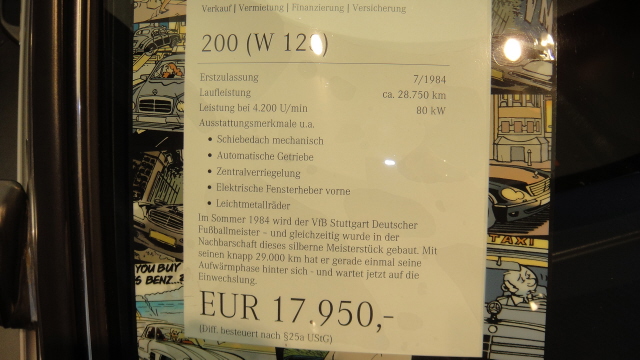 Verkauf | Vermietung | Finanzierung | Versicherung
200 (W 123)
Erstzulassung 7/1984
Laufleistung ca. 28.750 km
Leistung bei 4.200 U/min 80 kW
Ausstattungsmerkmale u.a.
• Schiebedach mechanisch
• Automatische Getriebe
• Zentralverriegelung
• Elektrische Fensterheber vorne
• Leichtmetallräder
Im Sommer 1984 wird der VfB Stuttgart Deutscher
Fußballmeister – und gleichzeitig wurde in der
Nachbarschaft dieses silberne Meisterstück gebaut. Mit
seinen knapp 29.000 km hat er gerade einmal seine
Aufwärmphase hinter sich - und wartet jetzt auf die
Einwechslung.
EUR 17.950,-
(Diff. besteuert nach §25a UStG)
TAXI
YOU BUY
S BENZ...?